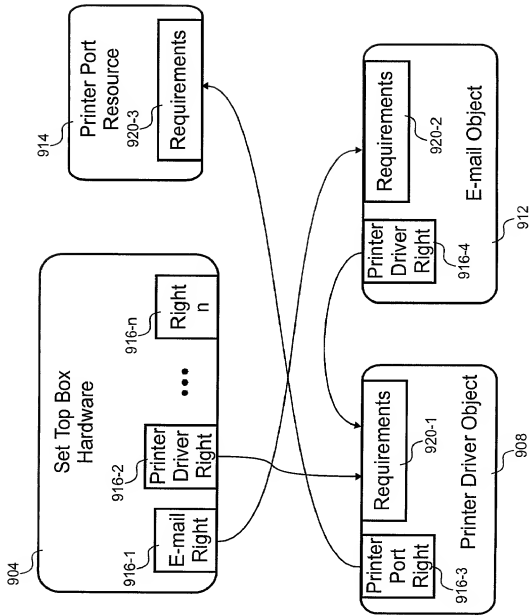 904
Set Top Box
Hardware
916-1
E-mail
Right
916-2
Printer
Driver
Right
•••
916-n
Right
n
914
Printer Port
Resource
920-3
Requirements
Printer
Port
Right
916-3
Requirements
920-1
Printer Driver Object
908
Printer
Driver
Right
916-4
Requirements
920-2
E-mail Object
912